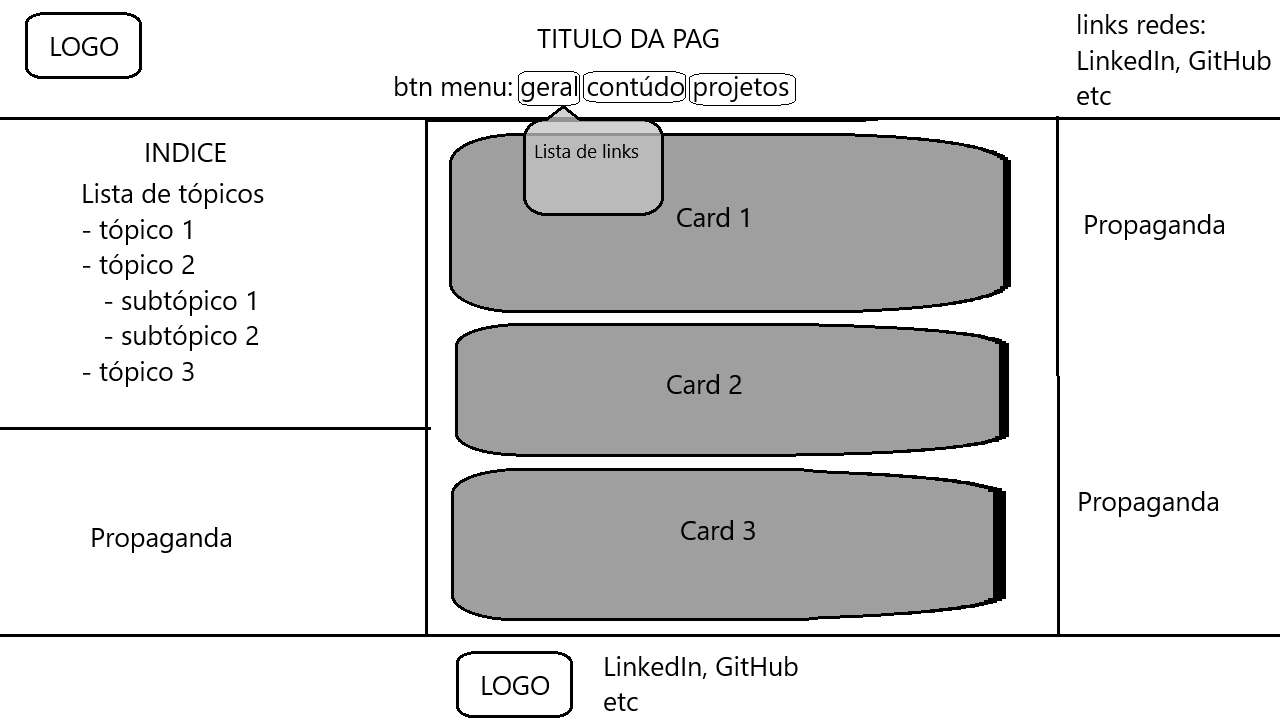 LOGO
TITULO DA PAG
btn menu: geral contúdo projetos
links redes:
LinkedIn, GitHub
etc
INDICE
Lista de tópicos
- tópico 1
- tópico 2
- subtópico 1
- subtópico 2
- tópico 3
Propaganda
Lista de links
Card 1
Card 2
Card 3
Propaganda
Propaganda
LOGO
LinkedIn, GitHub
etc